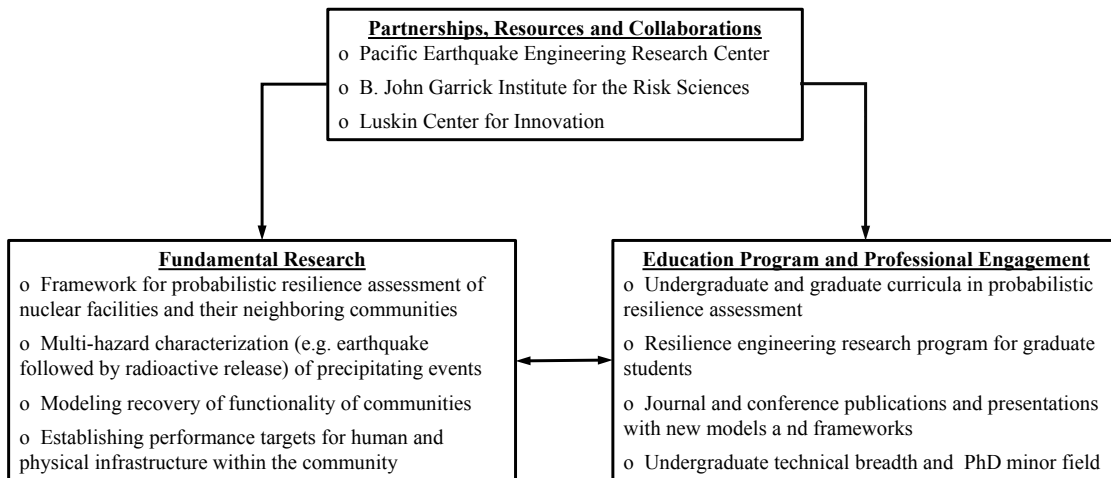 Partnerships, Resources and Collaborations
o Pacific Earthquake Engineering Research Center
o B. John Garrick Institute for the Risk Sciences
o Luskin Center for Innovation
Fundamental Research
o Framework for probabilistic resilience assessment of
nuclear facilities and their neighboring communities
o Multi-hazard characterization (e.g. earthquake
followed by radioactive release) of precipitating events
o Modeling recovery of functionality of communities
o Establishing performance targets for human and
physical infrastructure within the community
Education Program and Professional Engagement
o Undergraduate and graduate curricula in probabilistic
resilience assessment
o Resilience engineering research program for graduate
students
o Journal and conference publications and presentations
with new models a nd frameworks
o Undergraduate technical breadth and PhD minor field